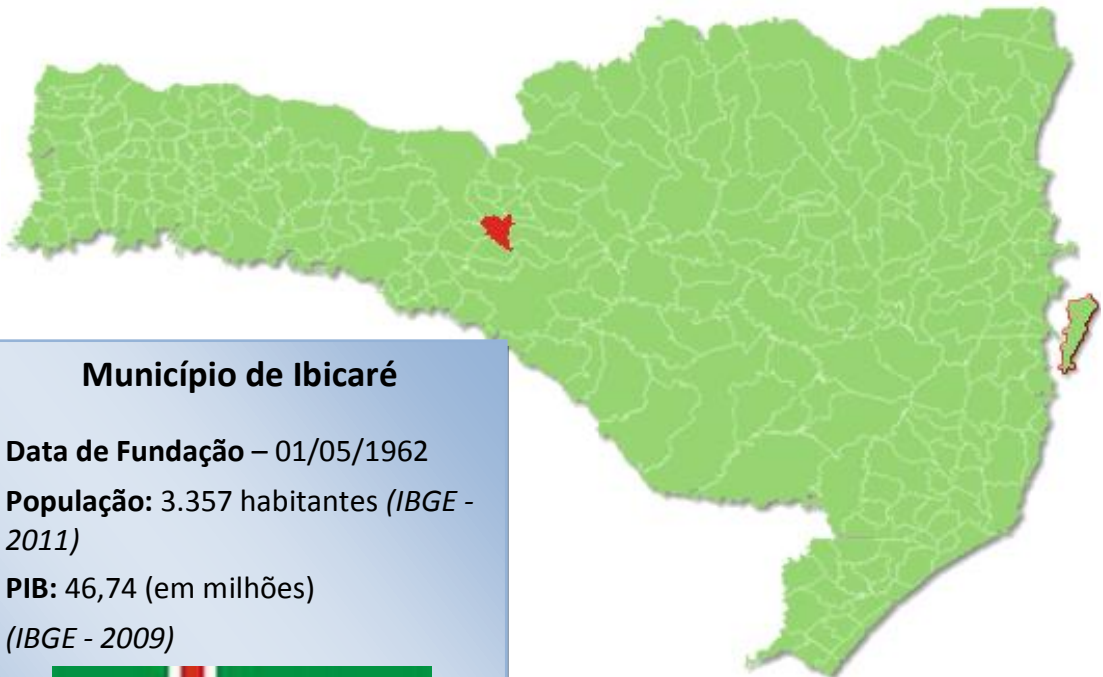 Município de Ibicaré
Data de Fundação – 01/05/1962
População: 3.357 habitantes (IBGE -
2011)
PIB: 46,74 (em milhões)
(IBGE - 2009)